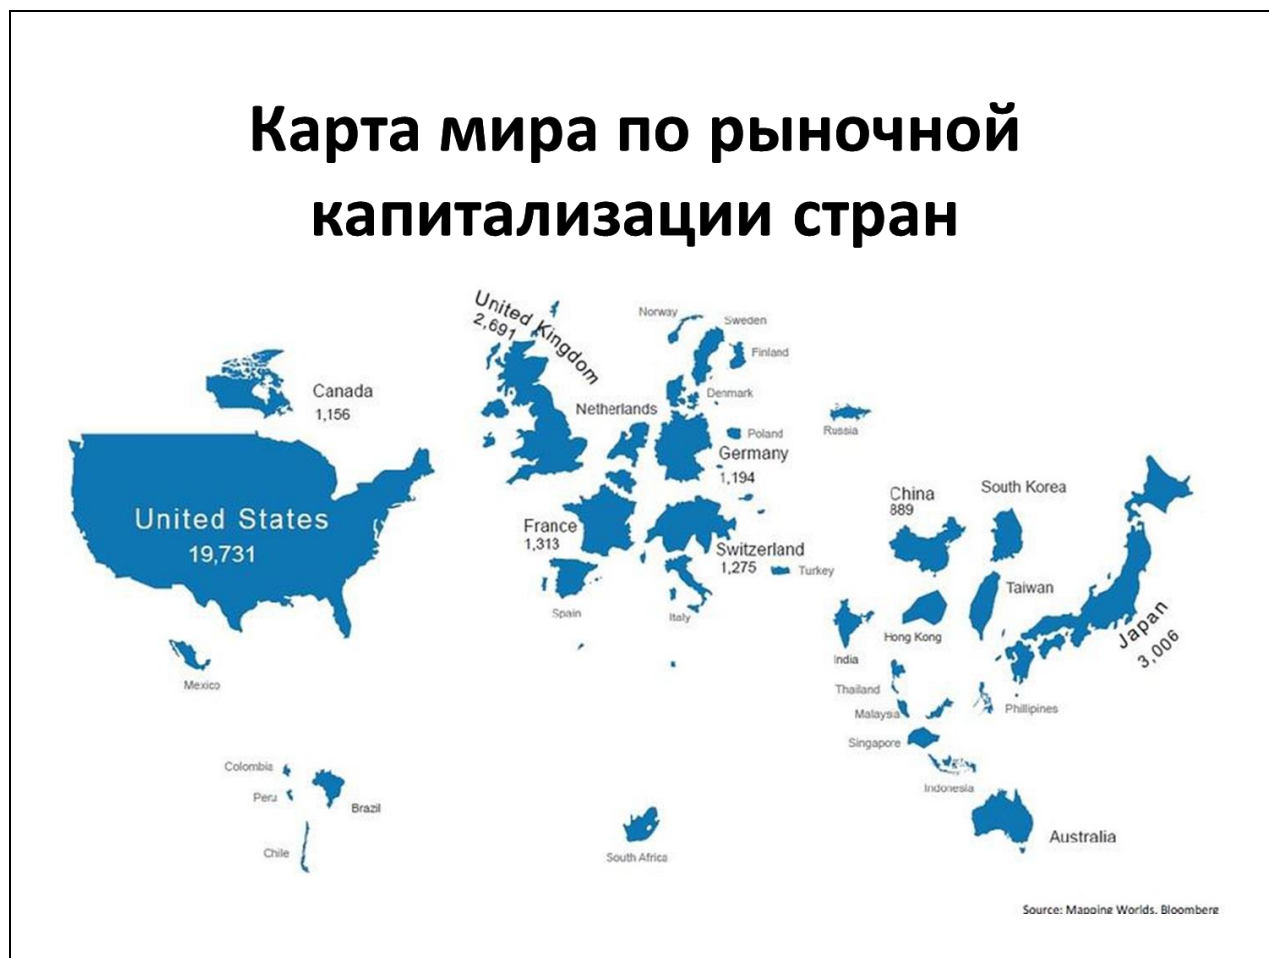 Карта мира по рыночной
капитализации стран
United Kingdom
2,691
Norway
Sweden
Finland
Denmark
Canada
1,156
Netherlands
Poland
Russia
Germany
1,194
United States
19,731
France
1,313
China
889
South Korea
Switzerland
1,275
Turkey
Taiwan
Spain
Italy
Hong Kong
Japan
3,006
India
Mexico
Thailand
Malaysia
Phillipines
Singapore
Indonesia
Colombia
Peru
Brazil
Chile
South Africa
Australia
Source: Mapping Worlds, Bloomberg